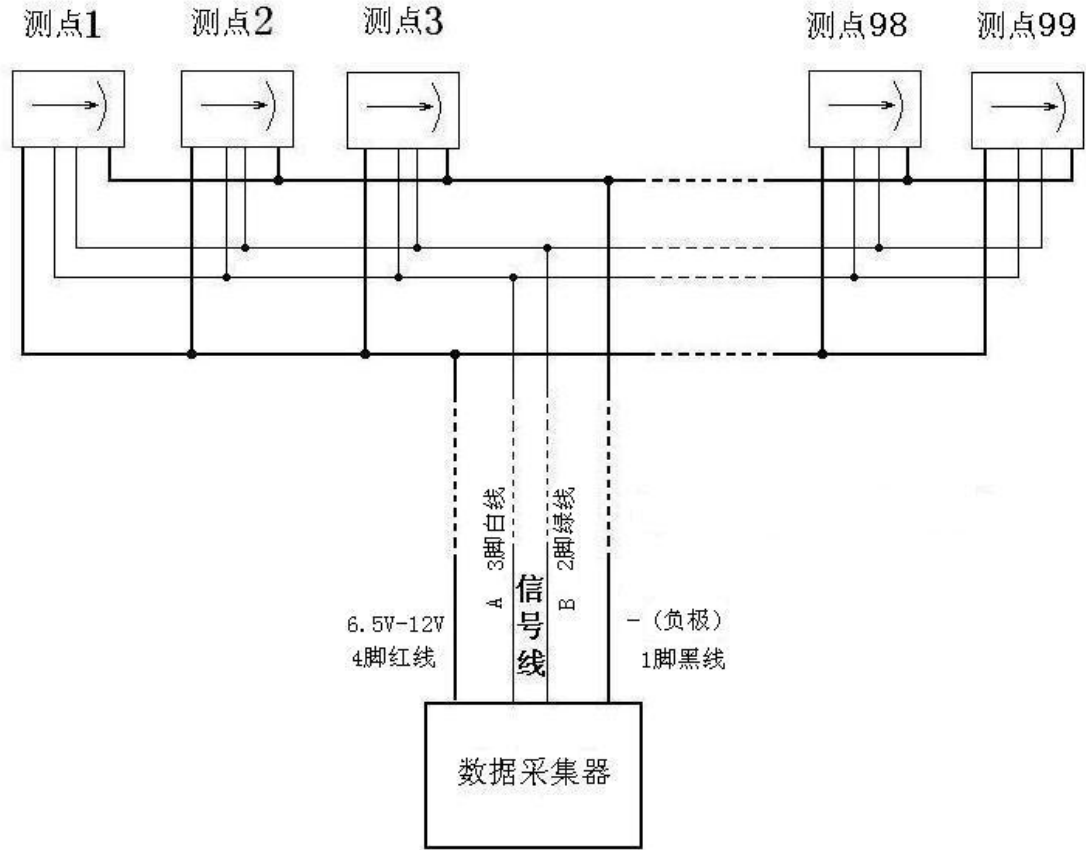 测点1
测点2
测点3
测点98
测点99
6.5V-12V
4脚红线
A 3脚白线
信号线
B 2脚绿线
-（负极）
1脚黑线
数据采集器